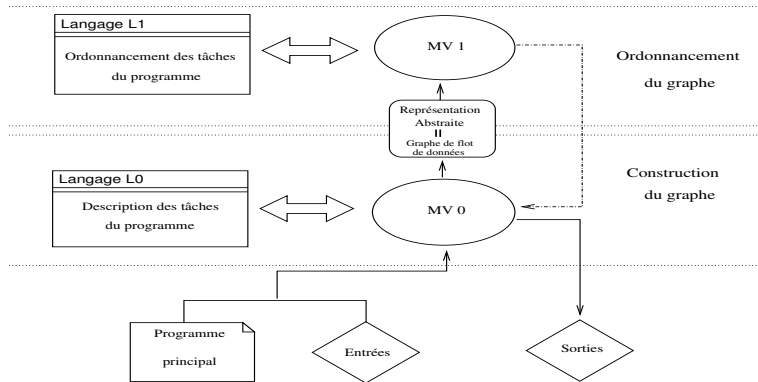 Langage L1
Ordonnancement des tâches
du programme
MV 1
Ordonnancement
du graphe
Représentation
Abstraite
=
Graphe de flot
de données
Langage L0
Description des tâches
du programme
MV 0
Construction
du graphe
Programme
principal
Entrées
Sorties